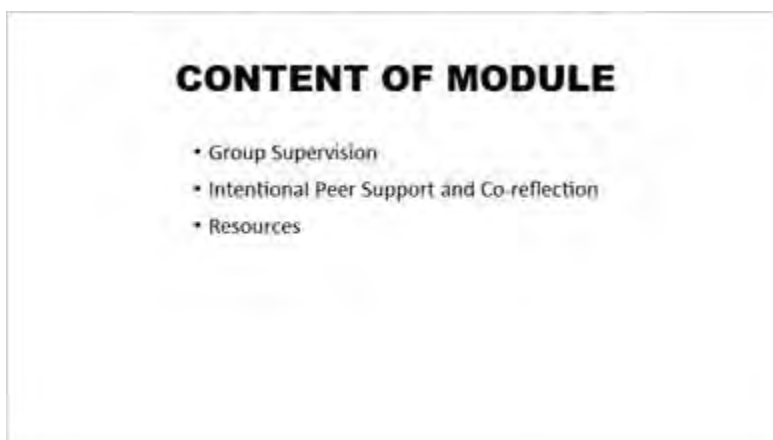 CONTENT OF MODULE
• Group Supervision
• Intentional Peer Support and Co-reflection
• Resources